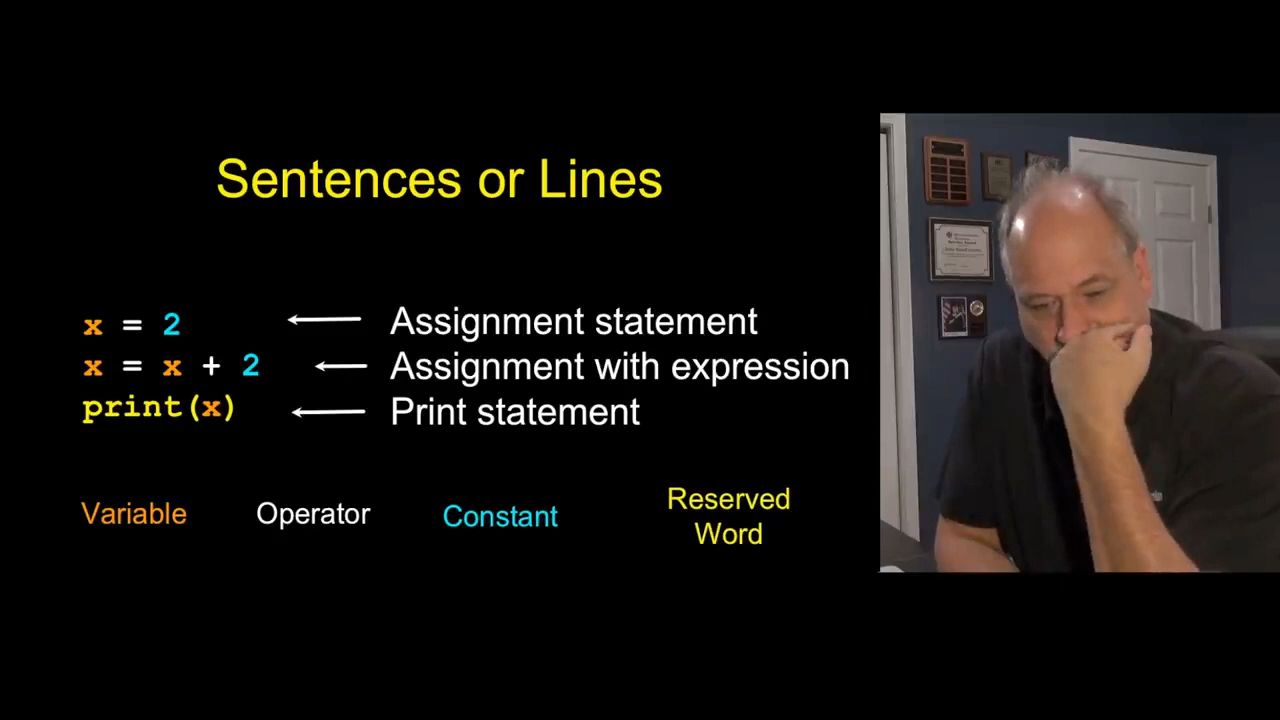 Sentences or Lines
x = 2
Assignment statement
x = x + 2
Assignment with expression
print(x)
Print statement
Variable
Operator
Constant
Reserved
Word